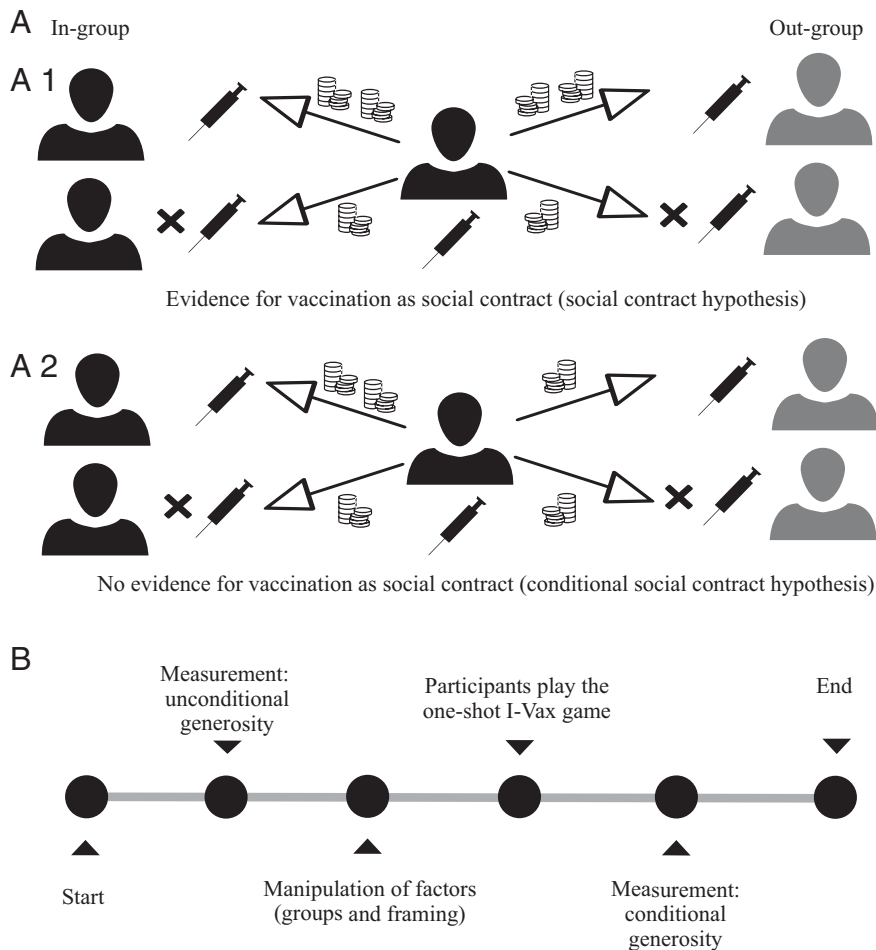 A
In-group
Out-group
A 1
Evidence for vaccination as social contract (social contract hypothesis)
A 2
No evidence for vaccination as social contract (conditional social contract hypothesis)
B
Measurement:
unconditional
generosity
Participants play the
one-shot I-Vax game
End
Start
Manipulation of factors
(groups and framing)
Measurement:
conditional
generosity